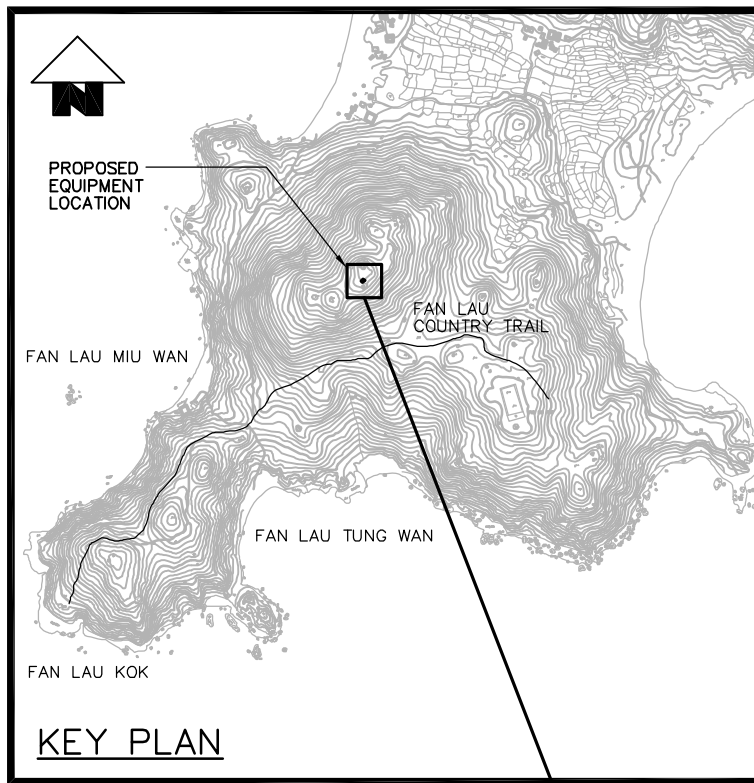 N
PROPOSED
EQUIPMENT
LOCATION
FAN LAU
COUNTRY TRAIL
FAN LAU MIU WAN
FAN LAU TUNG WAN
FAN LAU KOK
KEY PLAN